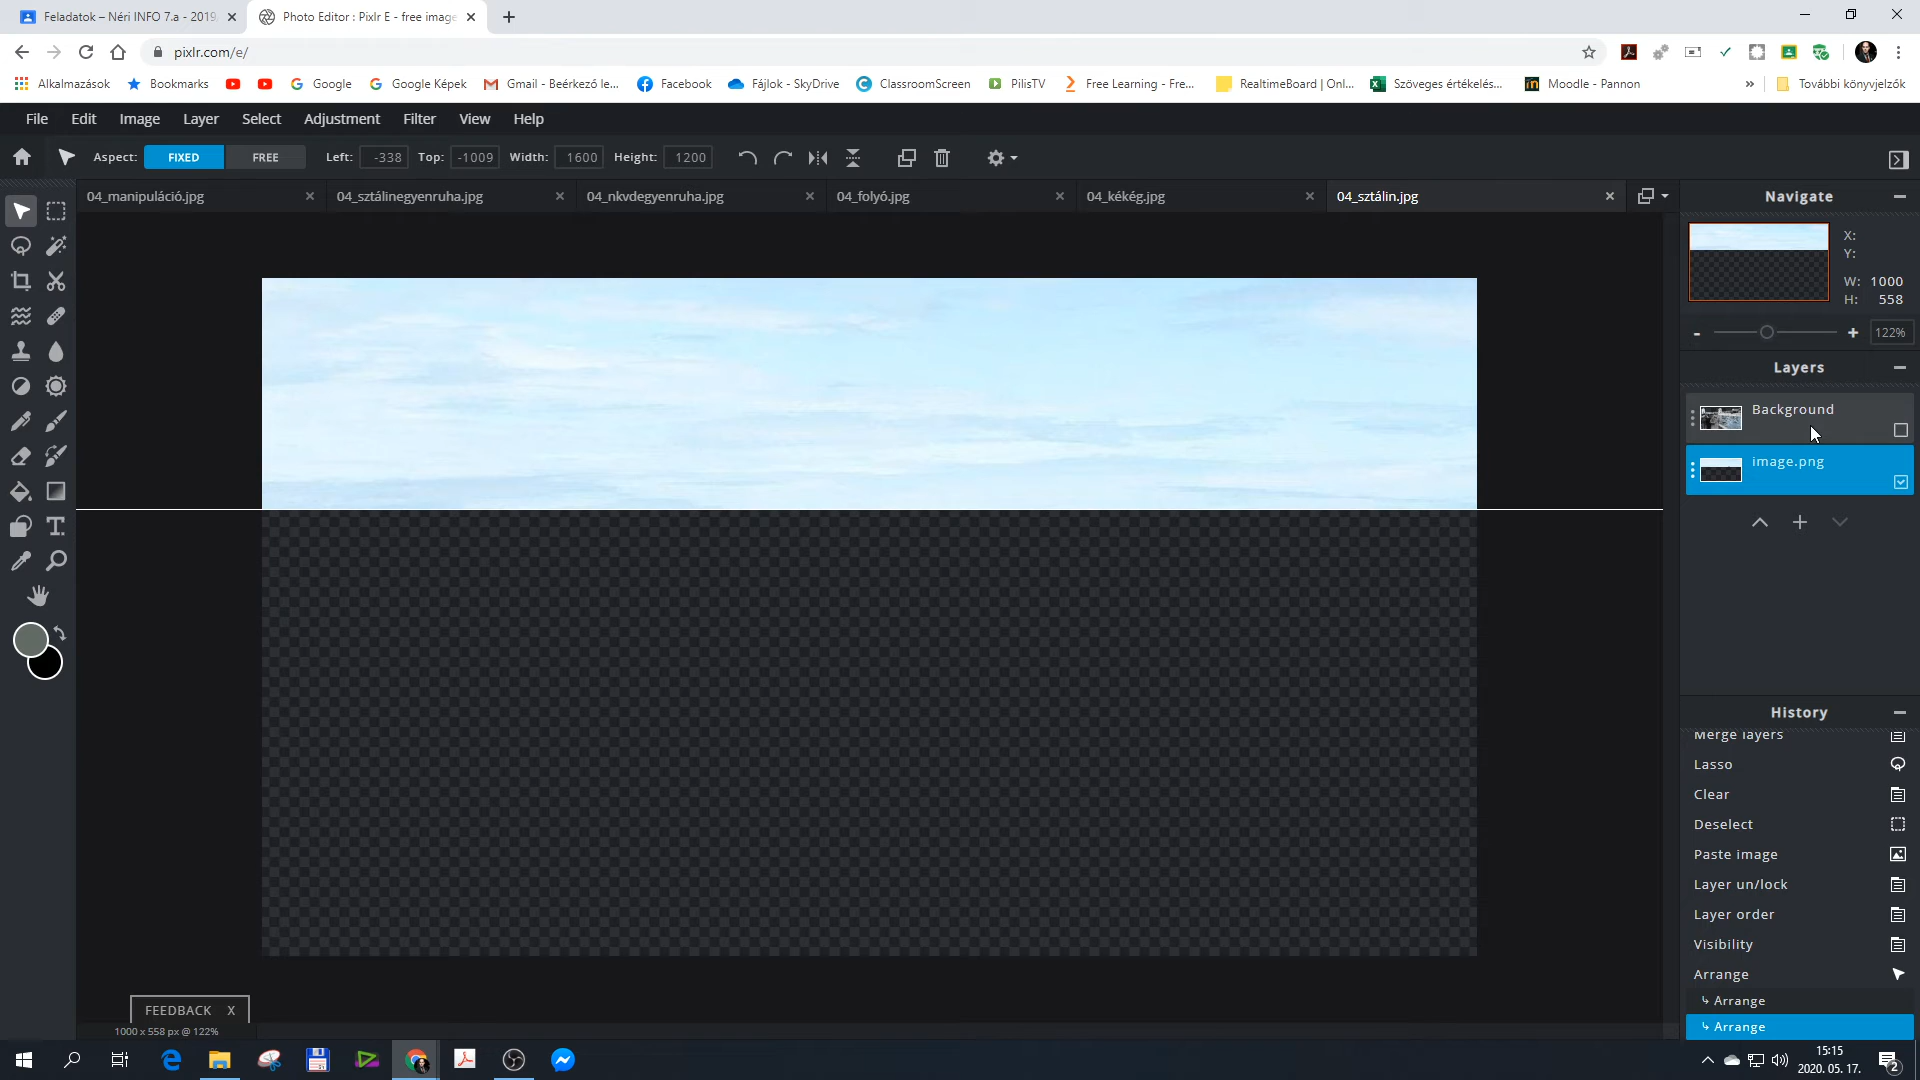 Feladatok – Néri INFO 7.a - 2019
Photo Editor : Pixlr E - free image
pixlr.com/e/
Alkalmazások
Bookmarks
Google
Google Képek
Gmail - Beérkező le...
Facebook
Fájlok - SkyDrive
ClassroomScreen
PilisTV
Free Learning - Fre...
RealtimeBoard | Onl...
Szöveges értékelés...
Moodle - Pannon
»
További könyvjelzők
File Edit Image Layer Select Adjustment Filter View Help
Aspect: FIXED FREE Left: -338 Top: -1009 Width: 1600 Height: 1200
04_manipuláció.jpg
04_sztálinegyenruha.jpg
04_nkvdegyenruha.jpg
04_folyó.jpg
04_kékég.jpg
04_sztálin.jpg
Navigate
X:
Y:
W: 1000
H: 558
122%
Layers
Background
image.png
History
Merge layers
Lasso
Clear
Deselect
Paste image
Layer un/lock
Layer order
Visibility
Arrange
Arrange
Arrange
T
FEEDBACK X
1000 x 558 px @ 122%
15:15
2020. 05. 17.
2